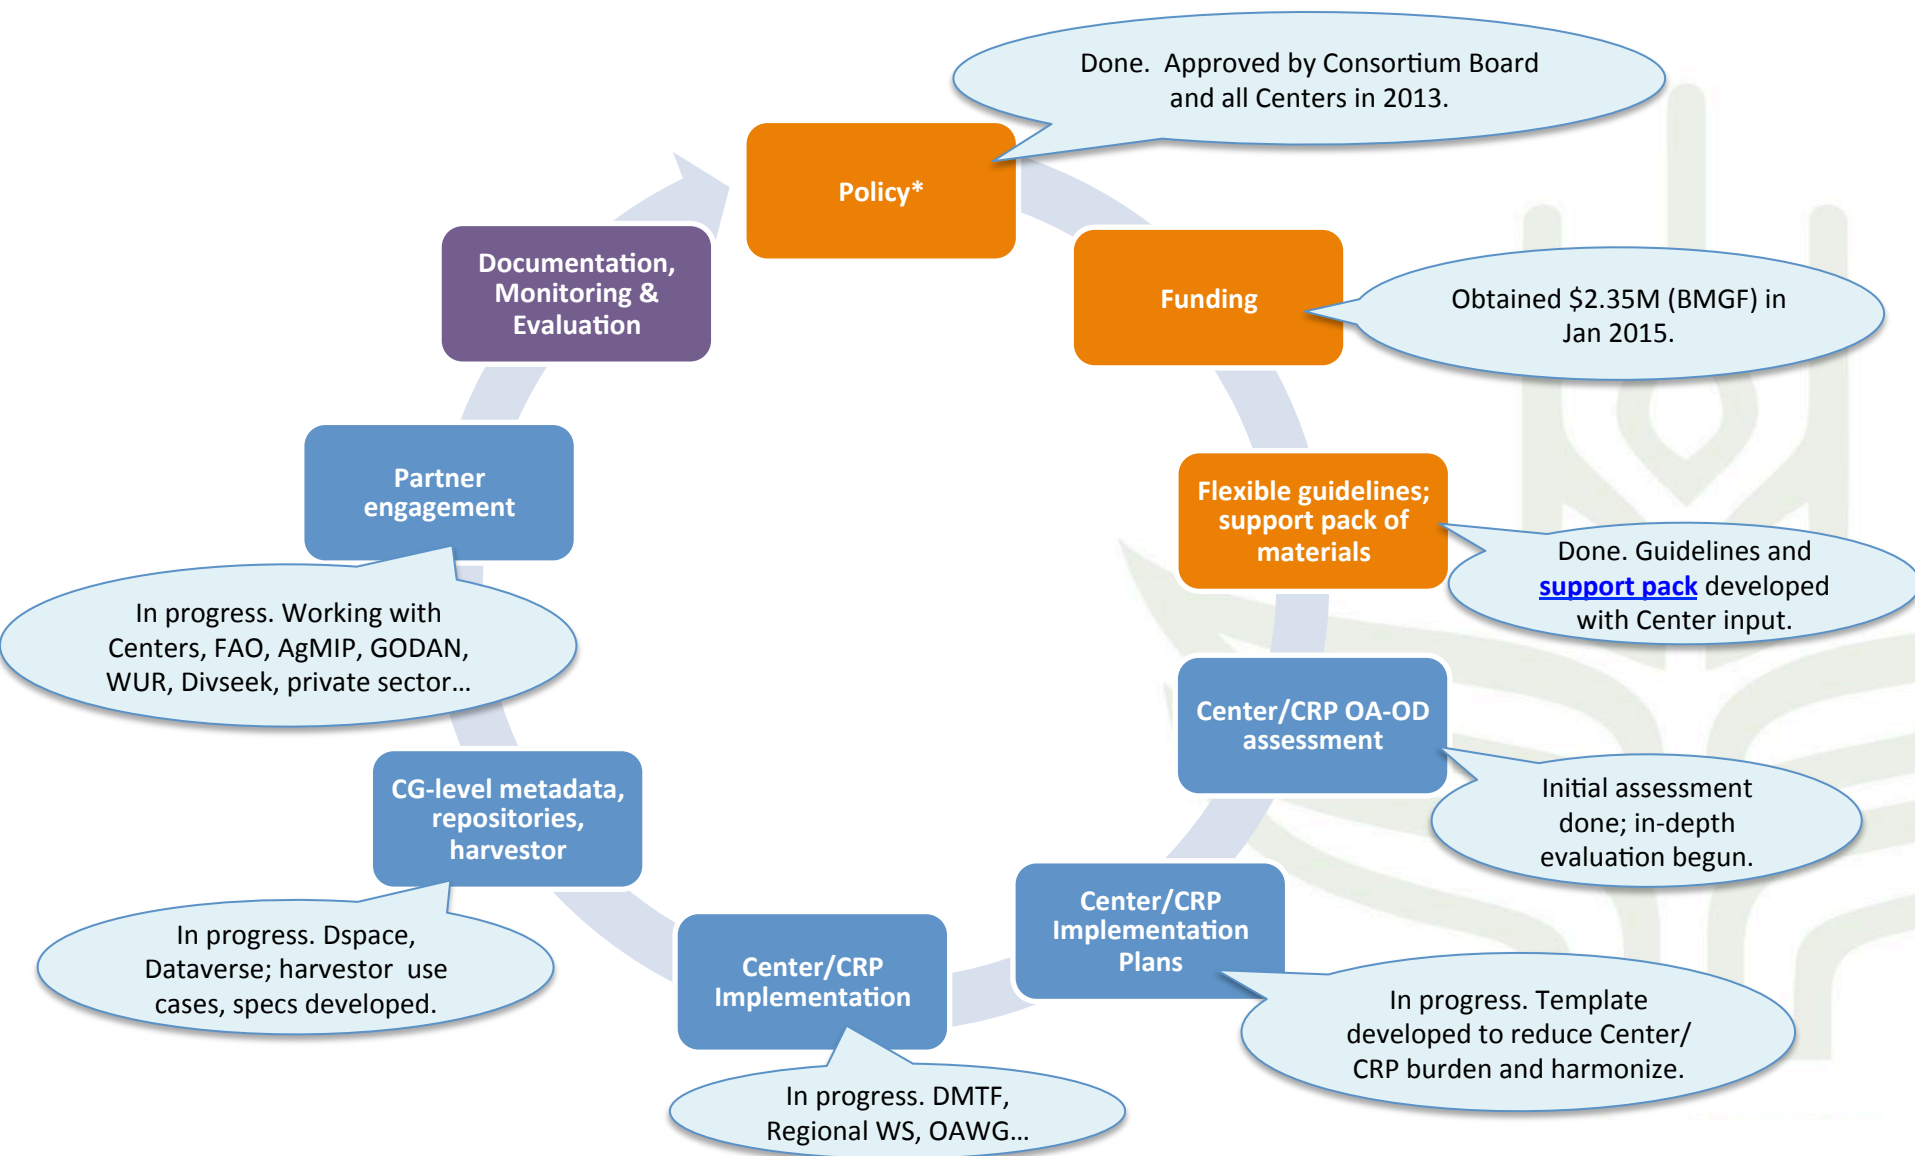 Done.  Approved by Consortium Board
and all Centers in 2013.
Policy*
Funding
Obtained $2.35M (BMGF) in
Jan 2015.
Flexible guidelines;
support pack of
materials
Done. Guidelines and
support pack developed
with Center input.
Center/CRP OA-OD
assessment
Initial assessment
done; in-depth
evaluation begun.
Center/CRP
Implementation
Plans
In progress. Template
developed to reduce Center/
CRP burden and harmonize.
Center/CRP
Implementation
In progress. DMTF,
Regional WS, OAWG…
CG-level metadata,
repositories,
harvestor
In progress. Dspace,
Dataverse; harvestor  use
cases, specs developed.
Partner
engagement
In progress. Working with
Centers, FAO, AgMIP, GODAN,
WUR, Divseek, private sector…
Documentation,
Monitoring &
Evaluation